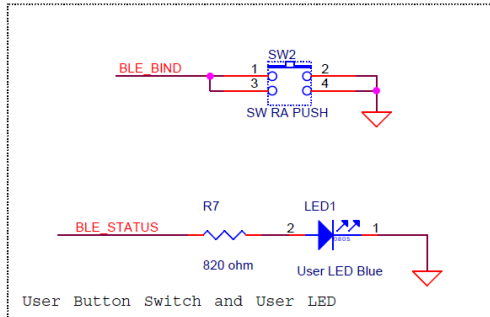 SW2
BLE_BIND 1 2
3 4
SW RA PUSH
R7 LED1
BLE_STATUS 2 1
0805
820 ohm User LED Blue
User Button Switch and User LED